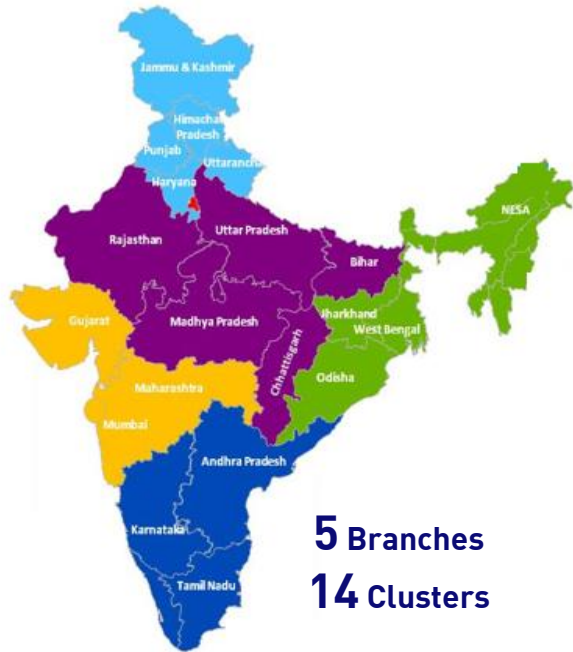 Jammu & Kashmir
Himachal
Pradesh
Punjab
Uttaranchal
Haryana
NESA
Rajasthan
Uttar Pradesh
Bihar
Gujarat
Madhya Pradesh
Jharkhand
West Bengal
Chhattisgarh
Odisha
Maharashtra
Mumbai
Andhra Pradesh
Karnataka
Tamil Nadu
5 Branches
14 Clusters